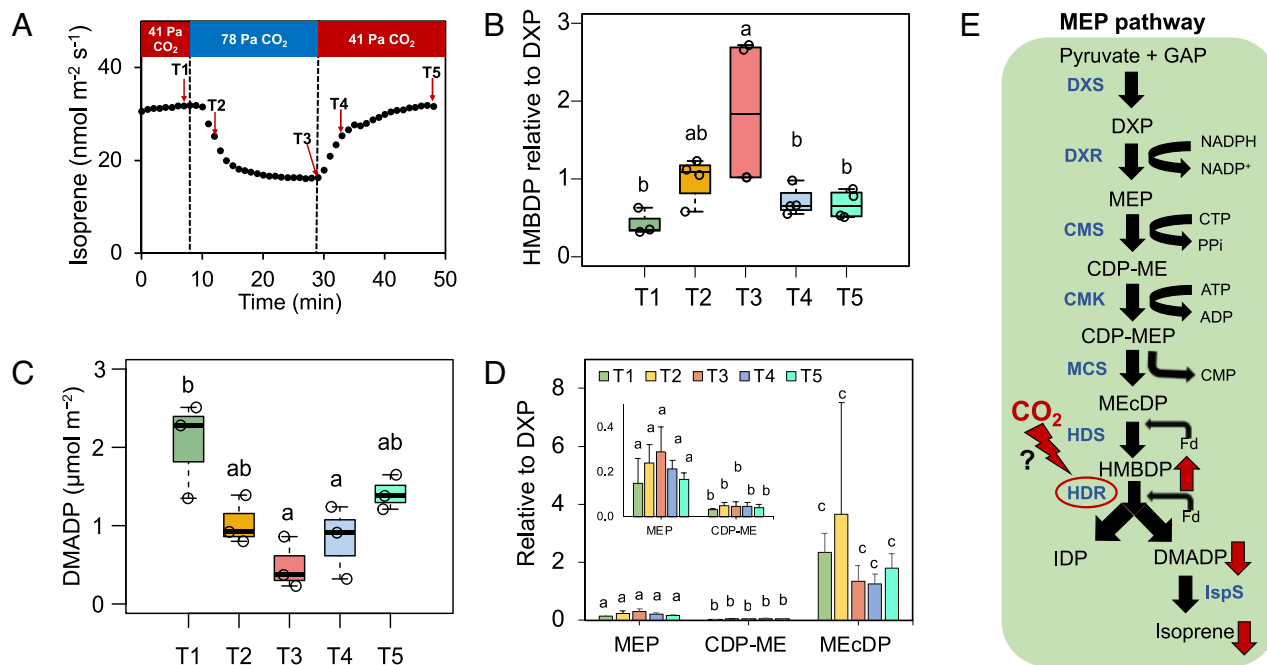 A
41 Pa
CO₂
78 Pa CO₂
41 Pa CO₂
Isoprene (nmol m⁻² s⁻¹)
40
20
0
T1
T2
T3
T4
T5
0 10 20 30 40 50
Time (min)
B
HMBDP relative to DXP
3
2
1
0
b
ab
a
b
b
T1 T2 T3 T4 T5
C
DMADP (μmol m⁻²)
3
2
1
0
b
ab
a
a
ab
T1 T2 T3 T4 T5
D
Relative to DXP
8
6
4
2
0
T1 T2 T3 T4 T5
0.4
0.2
0.0
a a a a a
b b b b b
MEP CDP-ME
a a a a a
b b b b b
c c c c c
MEP CDP-ME MEcDP
E
MEP pathway
Pyruvate + GAP
DXS
DXP
DXR
NADPH
NADP⁺
MEP
CMS
CTP
PPi
CDP-ME
CMK
ATP
ADP
CDP-MEP
MCS
CMP
MEcDP
CO₂
HDS
Fd
?
HMBDP
HDR
Fd
IDP
DMADP
IspS
Isoprene